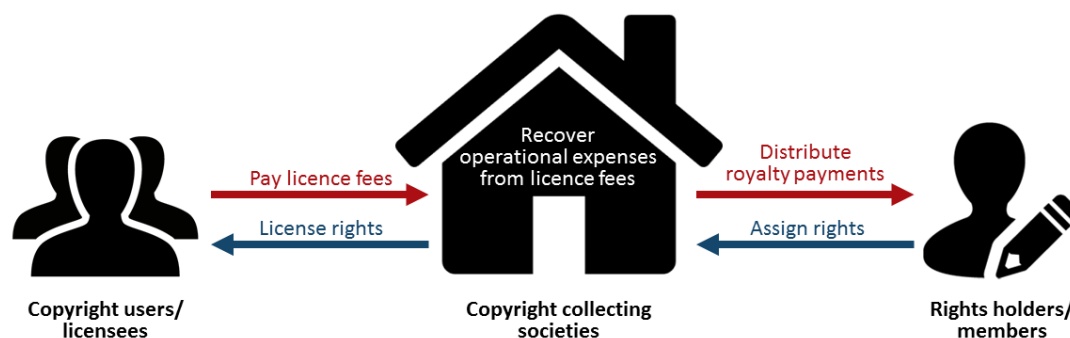 Recover
operational expenses
from licence fees
Pay licence fees
License rights
Distribute
royalty payments
Assign rights
Copyright users/
licensees
Copyright collecting
societies
Rights holders/
members